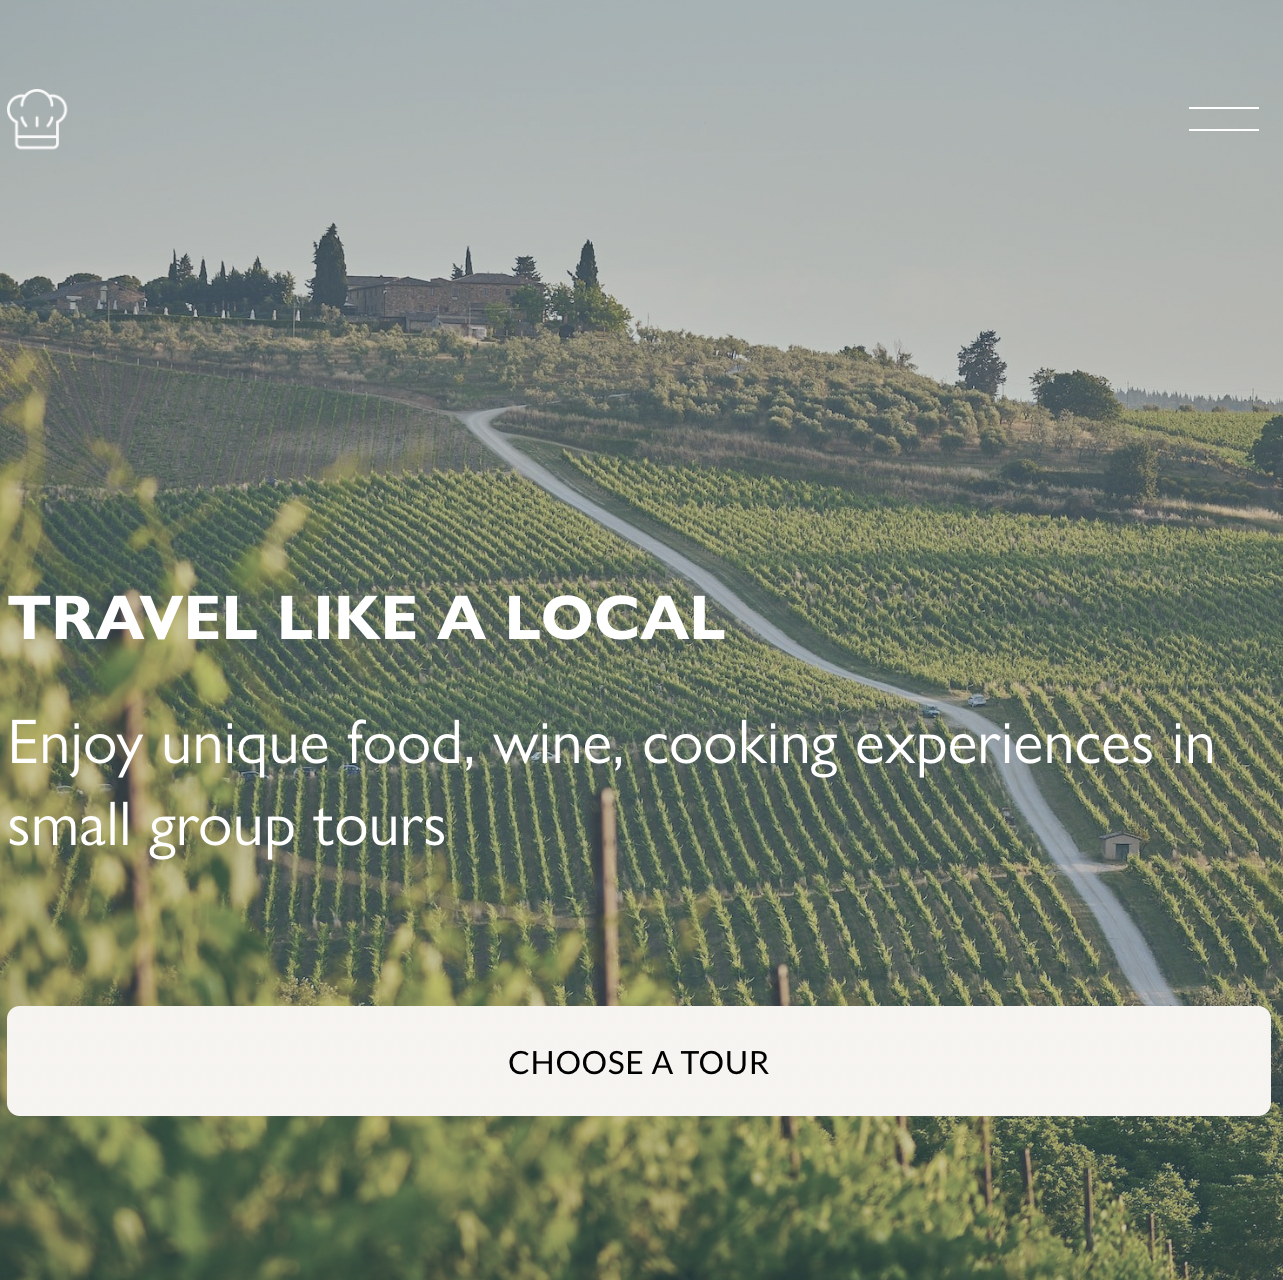 TRAVEL LIKE A LOCAL
Enjoy unique food, wine, cooking experiences in
small group tours
CHOOSE A TOUR